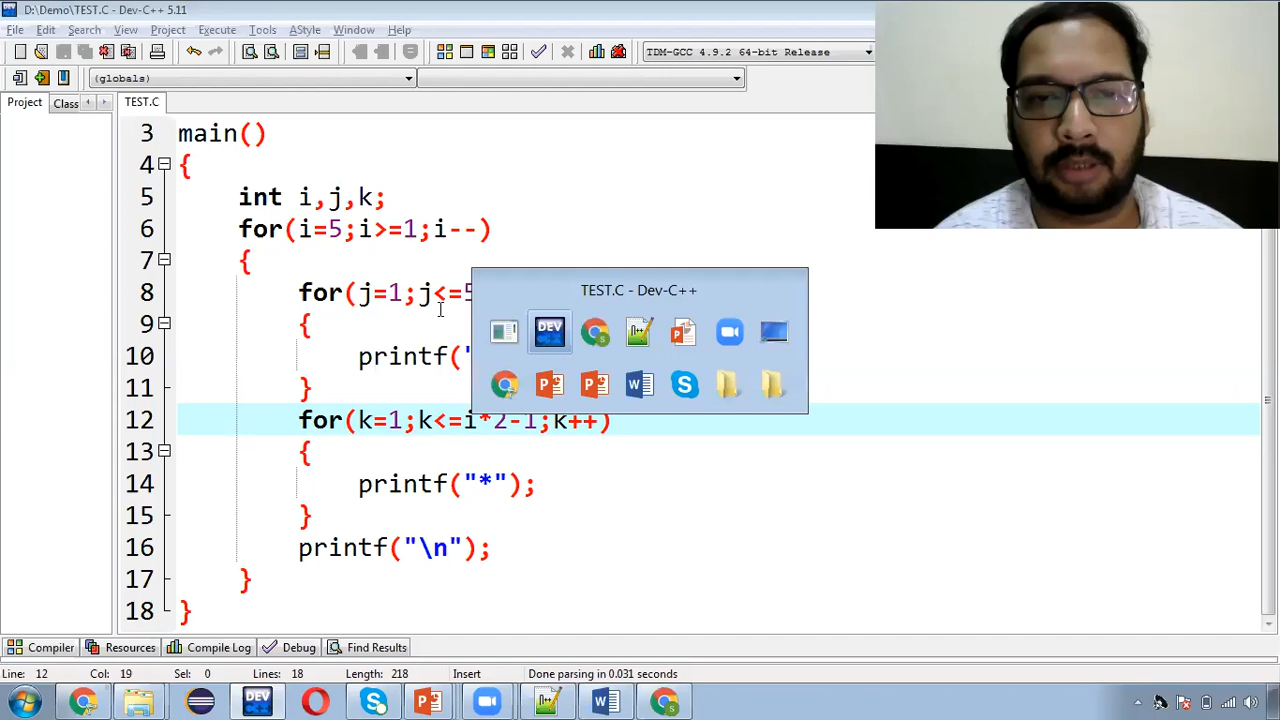 D:\Demo\TEST.C - Dev-C++ 5.11
File Edit Search View Project Execute Tools AStyle Window Help
TDM-GCC 4.9.2 64-bit Release
(globals)
Project Class TEST.C
3 main()
4 {
5 int i,j,k;
6 for(i=5;i>=1;i--)
7 {
TEST.C - Dev-C++
8 for(j=1;j<=5
9 {
10 printf("
11 }
12 for(k=1;k<=i*2-1;k++)
13 {
14 printf("*");
15 }
16 printf("\n");
17 }
18 }
Compiler Resources Compile Log Debug Find Results
Line: 12 Col: 19 Sel: 0 Lines: 18 Length: 218 Insert Done parsing in 0.031 seconds
DEV